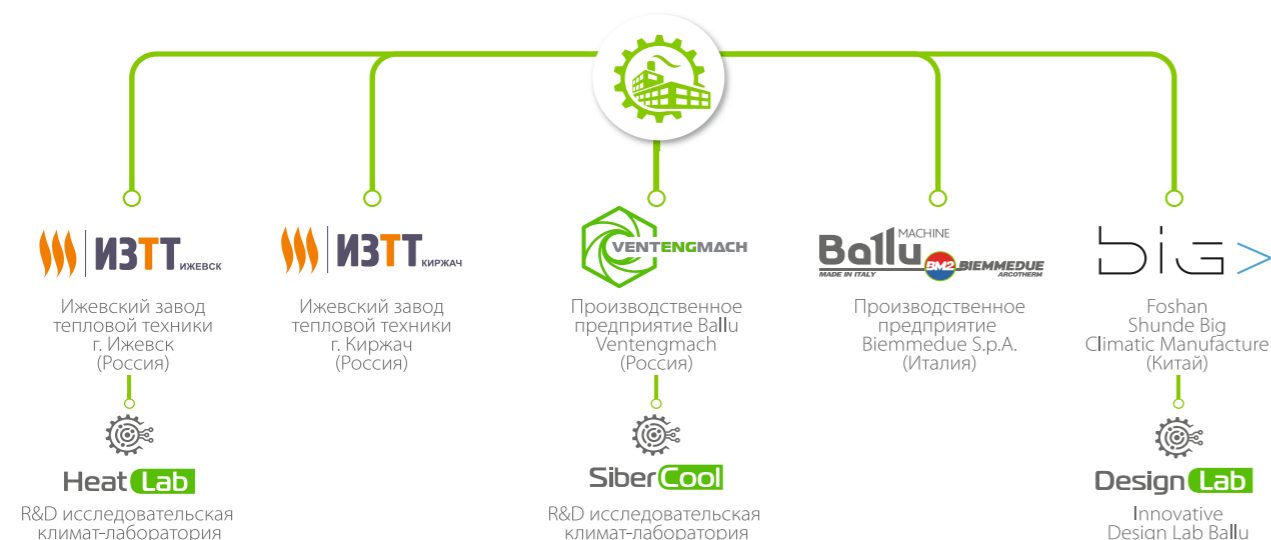 ИЗТТ ИЖЕВСК
Ижевский завод
тепловой техники
г. Ижевск
(Россия)
Heat Lab
R&D исследовательская
климат-лаборатория
ИЗТТ КИРЖАЧ
Ижевский завод
тепловой техники
г. Киржач
(Россия)
VENTENGMACH
Производственное
предприятие Ballu
Ventengmach
(Россия)
SiberCool
R&D исследовательская
климат-лаборатория
Ballu MACHINE
MADE IN ITALY
BM2 BIEMMEDUE
ARCOTHERM
Производственное
предприятие
Biemmedue S.p.A.
(Италия)
BIG>
Foshan
Shunde Big
Climatic Manufacture
(Китай)
Design Lab
Innovative
Design Lab Ballu